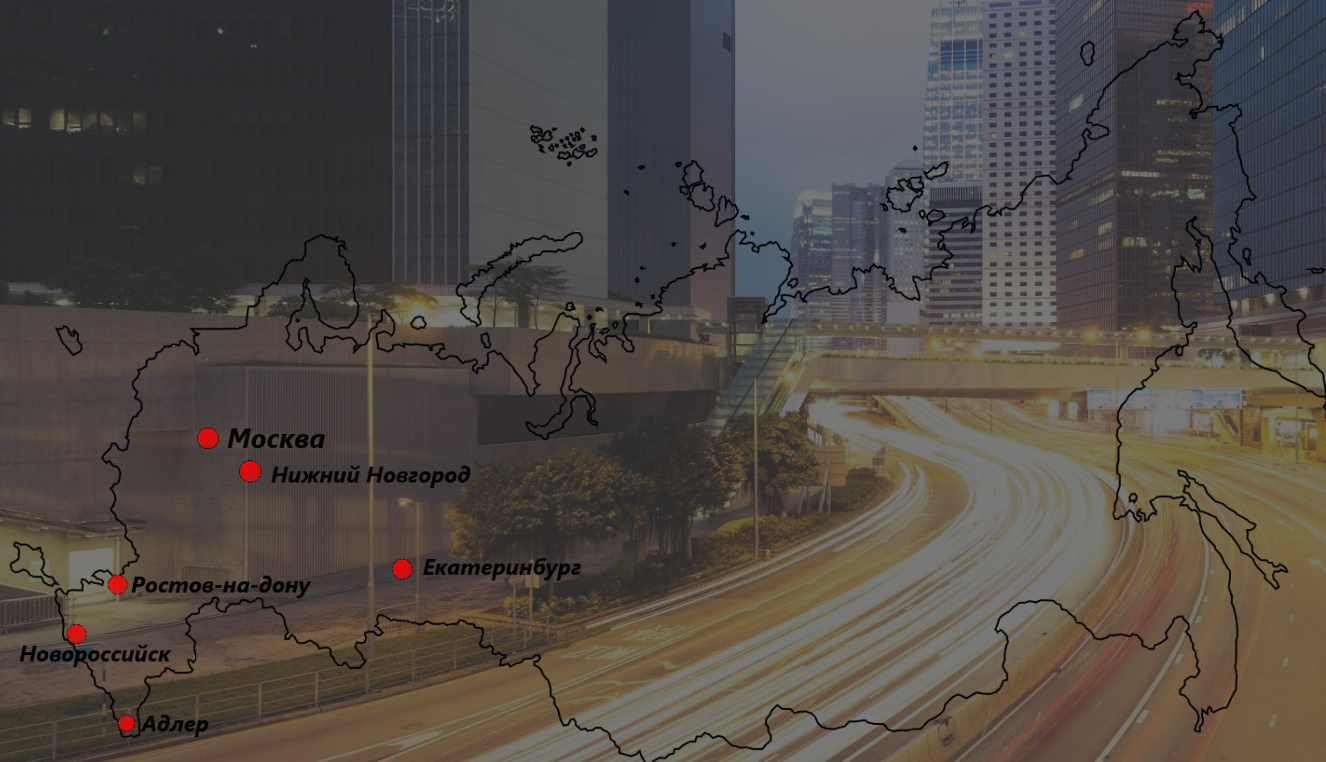 Москва
Нижний Новгород
Екатеринбург
Ростов-на-дону
Новороссийск
Адлер